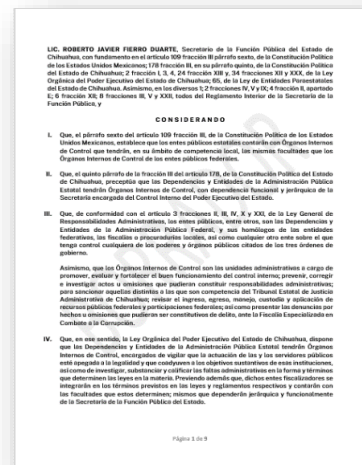 LIC. ROBERTO JAVIER FIERRO DUARTE, Secretario de la Función Pública del Estado de
Chihuahua, con fundamento en el artículo 109 fracción III párrafo sexto, de la Constitución Política
de los Estados Unidos Mexicanos; 178 fracción III, en su párrafo quinto, de la Constitución Política
del Estado de Chihuahua; 2 fracción I, 3, 4, 24 fracción XIII y 34 fracciones XII y XXX, de la Ley
Orgánica del Poder Ejecutivo del Estado de Chihuahua; 65, de la Ley de Entidades Paraestatales
del Estado de Chihuahua. Asimismo, en los diversos 1; 2 fracciones IV, V y IX; 4 fracción II, apartado
E; 6 fracción XII; 8 fracciones III, V y XXII, todos del Reglamento Interior de la Secretaría de la
Función Pública, y
CONSIDERANDO
I. Que, el párrafo sexto del artículo 109 fracción III, de la Constitución Política de los Estados
Unidos Mexicanos, establece que los entes públicos estatales contarán con Órganos Internos
de Control que tendrán, en su ámbito de competencia local, las mismas facultades que los
Órganos Internos de Control de los entes públicos federales.
II. Que, el quinto párrafo de la fracción III del artículo 178, de la Constitución Política del Estado
de Chihuahua, preceptúa que las Dependencias y Entidades de la Administración Pública
Estatal tendrán Órganos Internos de Control, con dependencia funcional y jerárquica de la
Secretaría encargada del Control Interno del Poder Ejecutivo del Estado.
III. Que, de conformidad con el artículo 3 fracciones II, III, IV, X y XXI, de la Ley General de
Responsabilidades Administrativas, los entes públicos, entre otros, son las Dependencias y
Entidades de la Administración Pública Federal, y sus homólogos de las entidades
federativas, las fiscalías o procuradurías locales, así como cualquier otro ente sobre el que
tenga control cualquiera de los poderes y órganos públicos citados de los tres órdenes de
gobierno.
Asimismo, que los Órganos Internos de Control son las unidades administrativas a cargo de
promover, evaluar y fortalecer el buen funcionamiento del control interno; prevenir, corregir
e investigar actos u omisiones que pudieran constituir responsabilidades administrativas;
para sancionar aquellas distintas a las que son competencia del Tribunal Estatal de Justicia
Administrativa de Chihuahua; revisar el ingreso, egreso, manejo, custodia y aplicación de
recursos públicos federales y participaciones federales; así como presentar las denuncias por
hechos u omisiones que pudieran ser constitutivos de delito, ante la Fiscalía Especializada en
Combate a la Corrupción.
IV. Que, en ese sentido, la Ley Orgánica del Poder Ejecutivo del Estado de Chihuahua, dispone
que las Dependencias y Entidades de la Administración Pública Estatal tendrán Órganos
Internos de Control, encargados de vigilar que la actuación de las y los servidores públicos
esté apegada a la legalidad y que coadyuven a los objetivos sustantivos de esas instituciones,
así como de investigar, substanciar y calificar las faltas administrativas en la forma y términos
que determinen las leyes en la materia. Previendo además que, dichos entes fiscalizadores se
integrarán en los términos previstos en las leyes y reglamentos respectivos y contarán con
las facultades que estos determinen; mismos que dependerán jerárquica y funcionalmente
de la Secretaría de la Función Pública del Estado.
Página 1 de 9